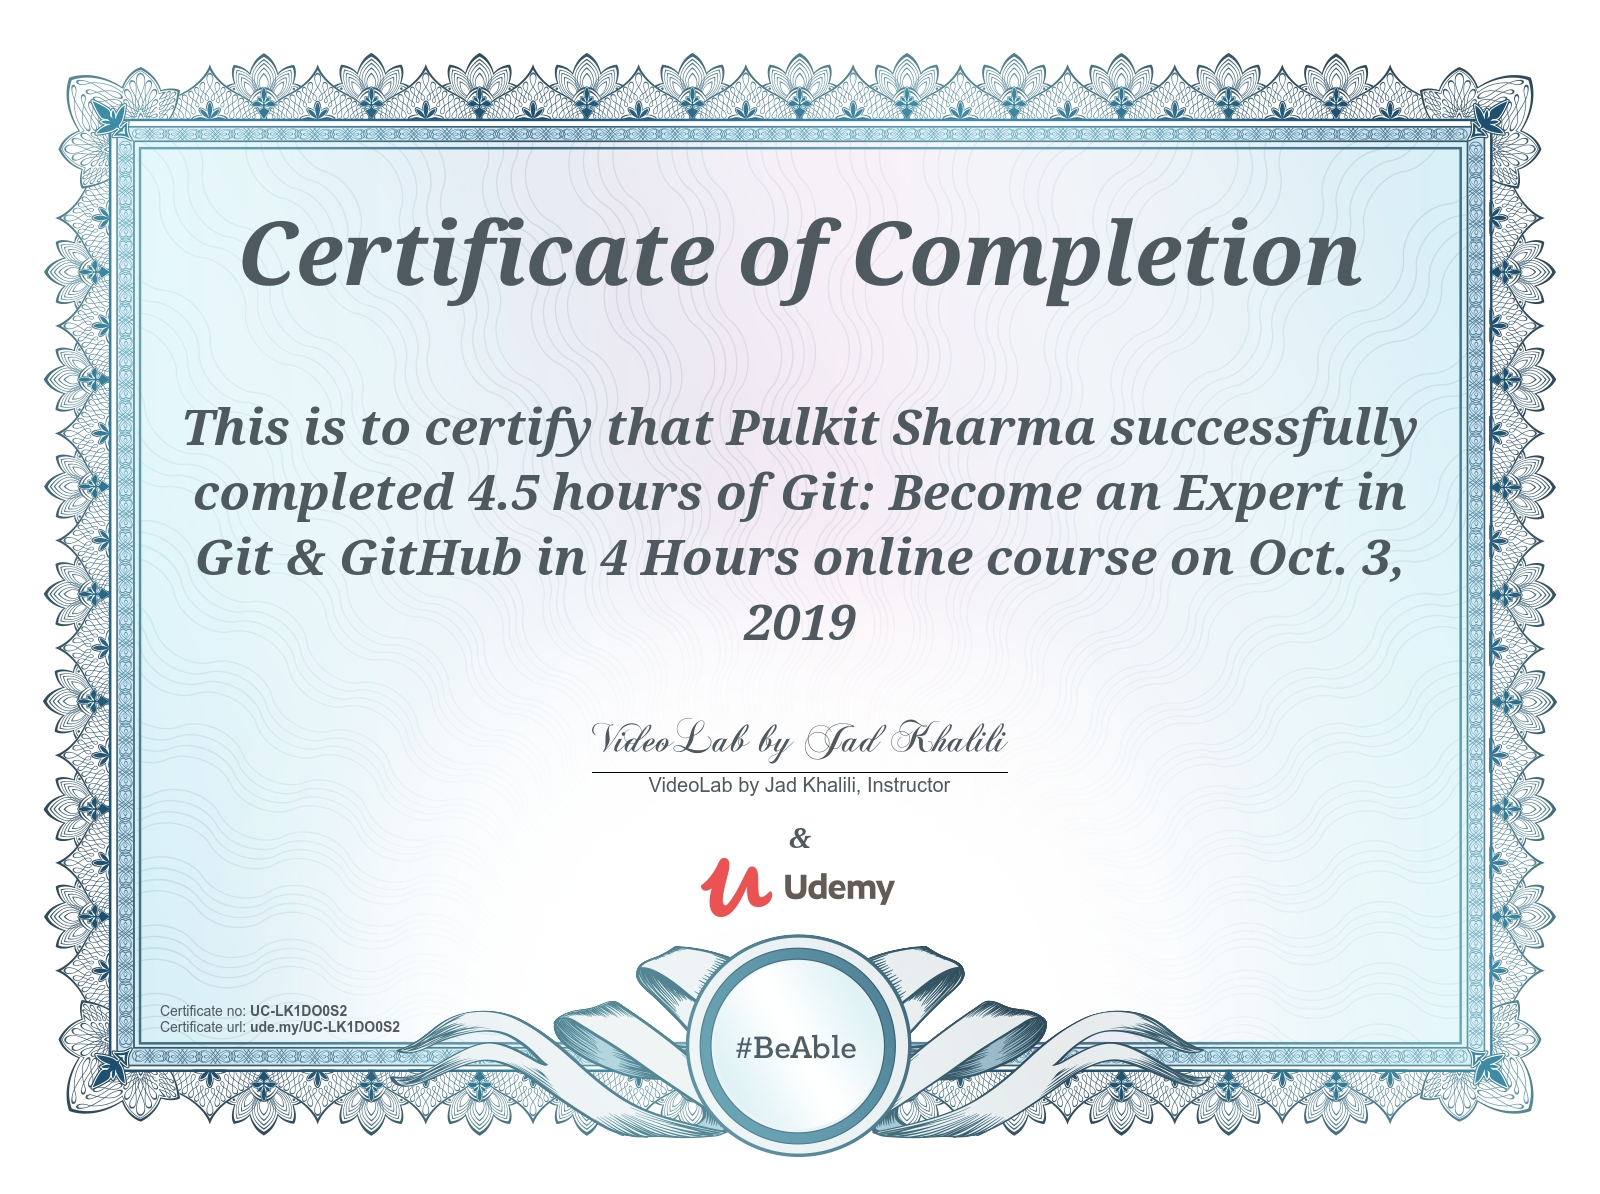 Certificate of Completion
This is to certify that Pulkit Sharma successfully
completed 4.5 hours of Git: Become an Expert in
Git & GitHub in 4 Hours online course on Oct. 3,
2019
VideoLab by Jad Khalili
VideoLab by Jad Khalili, Instructor
&
Udemy
Certificate no: UC-LK1DO0S2
Certificate url: ude.my/UC-LK1DO0S2
#BeAble